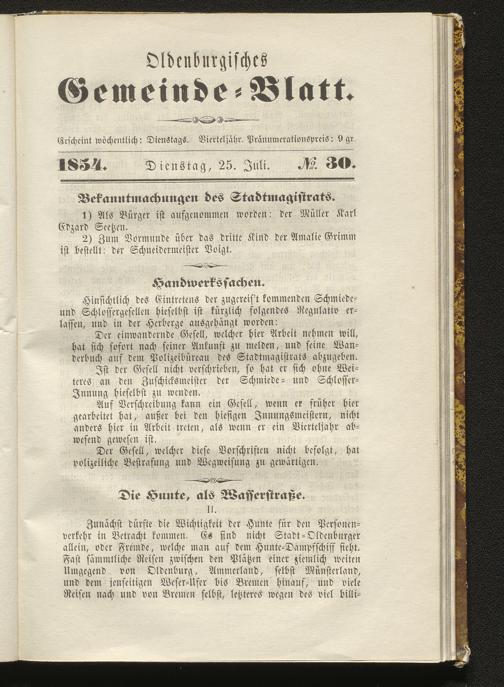 Oldenburgisches
Gemeinde-Blatt.
Erscheint wöchentlich: Dienstags. Vierteljähr. Pränumerationspreis: 9 gr.
1854. Dienstag, 25. Juli. №. 30.
Bekanntmachungen des Stadtmagistrats.
1) Als Bürger ist aufgenommen worden: der Müller Karl
Edzard Seetzen.
2) Zum Vormunde über das dritte Kind der Amalie Grimm
ist bestellt: der Schneidermeister Voigt.
Handwerkssachen.
Hinsichtlich des Eintretens der zugereis't kommenden Schmiede-
und Schlossergesellen hieselbst ist kürzlich folgendes Regulativ er-
lassen, und in der Herberge ausgehängt worden:
Der einwandernde Gesell, welcher hier Arbeit nehmen will,
hat sich sofort nach seiner Ankunft zu melden, und seine Wan-
derbuch auf dem Polizeibüreau des Stadtmagistrats abzugeben.
Ist der Gesell nicht verschrieben, so hat er sich ohne Wei-
teres an den Zuschicksmeister der Schmiede- und Schlosser-
Innung hieselbst zu wenden.
Auf Verschreibung kann ein Gesell, wenn er früher hier
gearbeitet hat, außer bei den hiesigen Innungsmeistern, nicht
anders hier in Arbeit treten, als wenn er ein Vierteljahr ab-
wesend gewesen ist.
Der Gesell, welcher diese Vorschriften nicht befolgt, hat
polizeiliche Bestrafung und Wegweisung zu gewärtigen.
Die Hunte, als Wasserstraße.
II.
Zunächst dürfte die Wichtigkeit der Hunte für den Personen-
verkehr in Betracht kommen. Es sind nicht Stadt-Oldenburger
allein, oder Fremde, welche man auf dem Hunte-Dampfschiff sieht.
Fast sämmtliche Reisen zwischen den Plätzen einer ziemlich weiten
Umgegend von Oldenburg, Ammerland, selbst Münsterland,
und dem jenseitigen Weser-Ufer bis Bremen hinauf, und viele
Reisen nach und von Bremen selbst, letzteres wegen des viel billi-